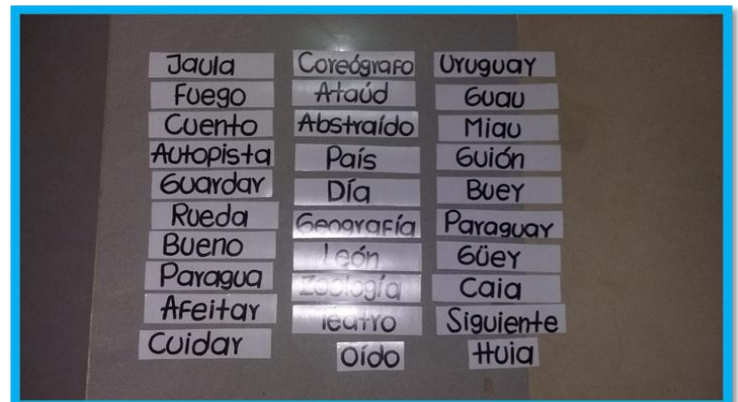 Jaula
Fuego
Cuento
Autopista
Guardar
Rueda
Bueno
Paragua
Afeitar
Cuidar
Coreógrafo
Ataúd
Abstraído
País
Día
Geografía
León
Zoología
Teatro
Oído
Uruguay
Guau
Miau
Guión
Buey
Paraguay
Güey
Caia
Siguiente
Huia